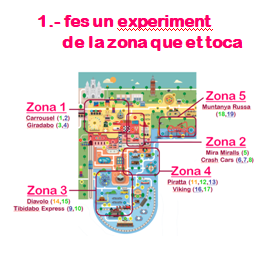 1.- fes un experiment
de la zona que et toca
Zona 1
Carrousel (1,2)
Giradabo (3,4)
Zona 5
Muntanya Russa
(18,19)
Zona 2
Mira Miralls (5)
Crash Cars (6,7,8)
Zona 4
Piratta (11,12,13)
Viking (16,17)
Zona 3
Diavolo (14,15)
Tibidabo Express (9,10)